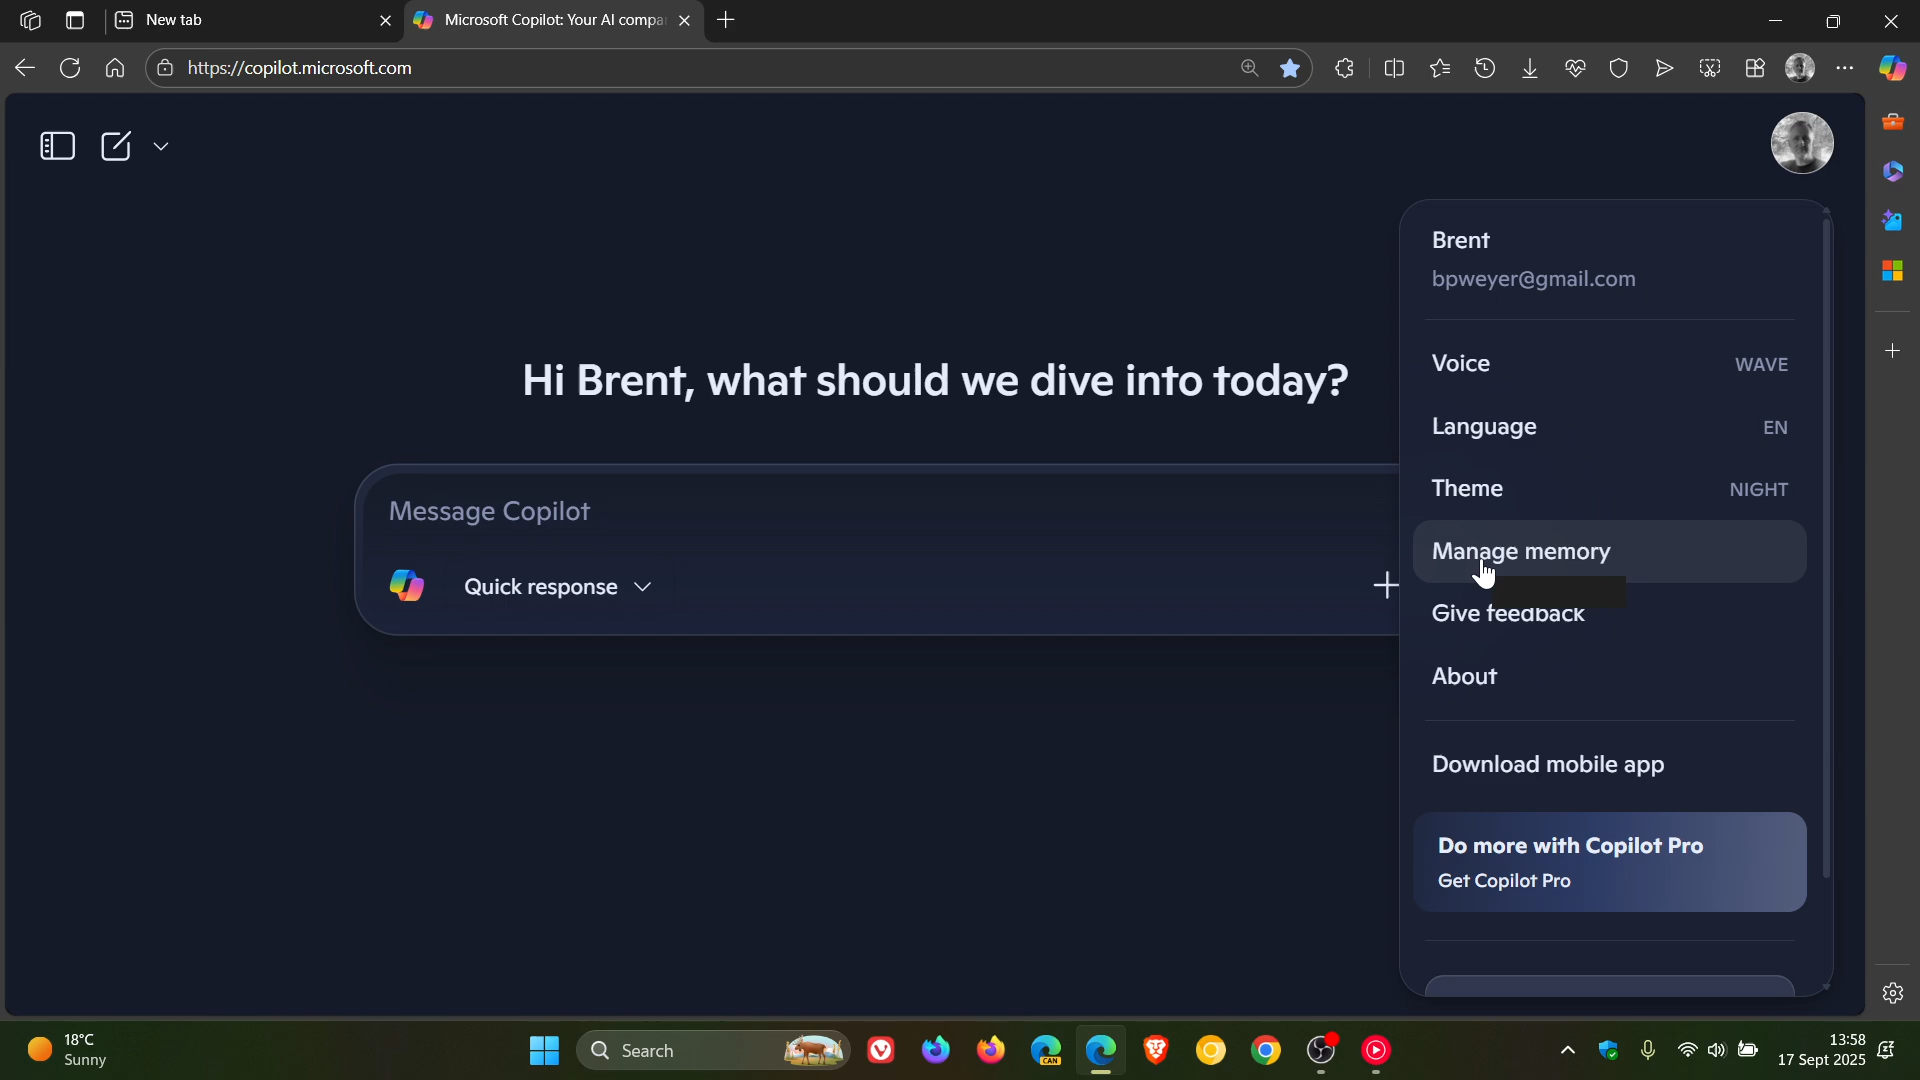 New tab
Microsoft Copilot: Your AI compa
https://copilot.microsoft.com
Brent
bpweyer@gmail.com
Hi Brent, what should we dive into today?
Voice WAVE
Language EN
Theme NIGHT
Message Copilot
Manage memory
Quick response
Give feedback
About
Download mobile app
Do more with Copilot Pro
Get Copilot Pro
18°C
Sunny
Search
CAN
13:58
17 Sept 2025